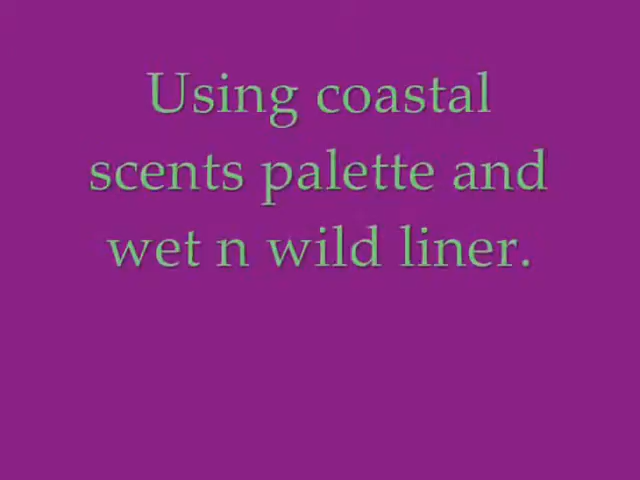 Using coastal
scents palette and
wet n wild liner.